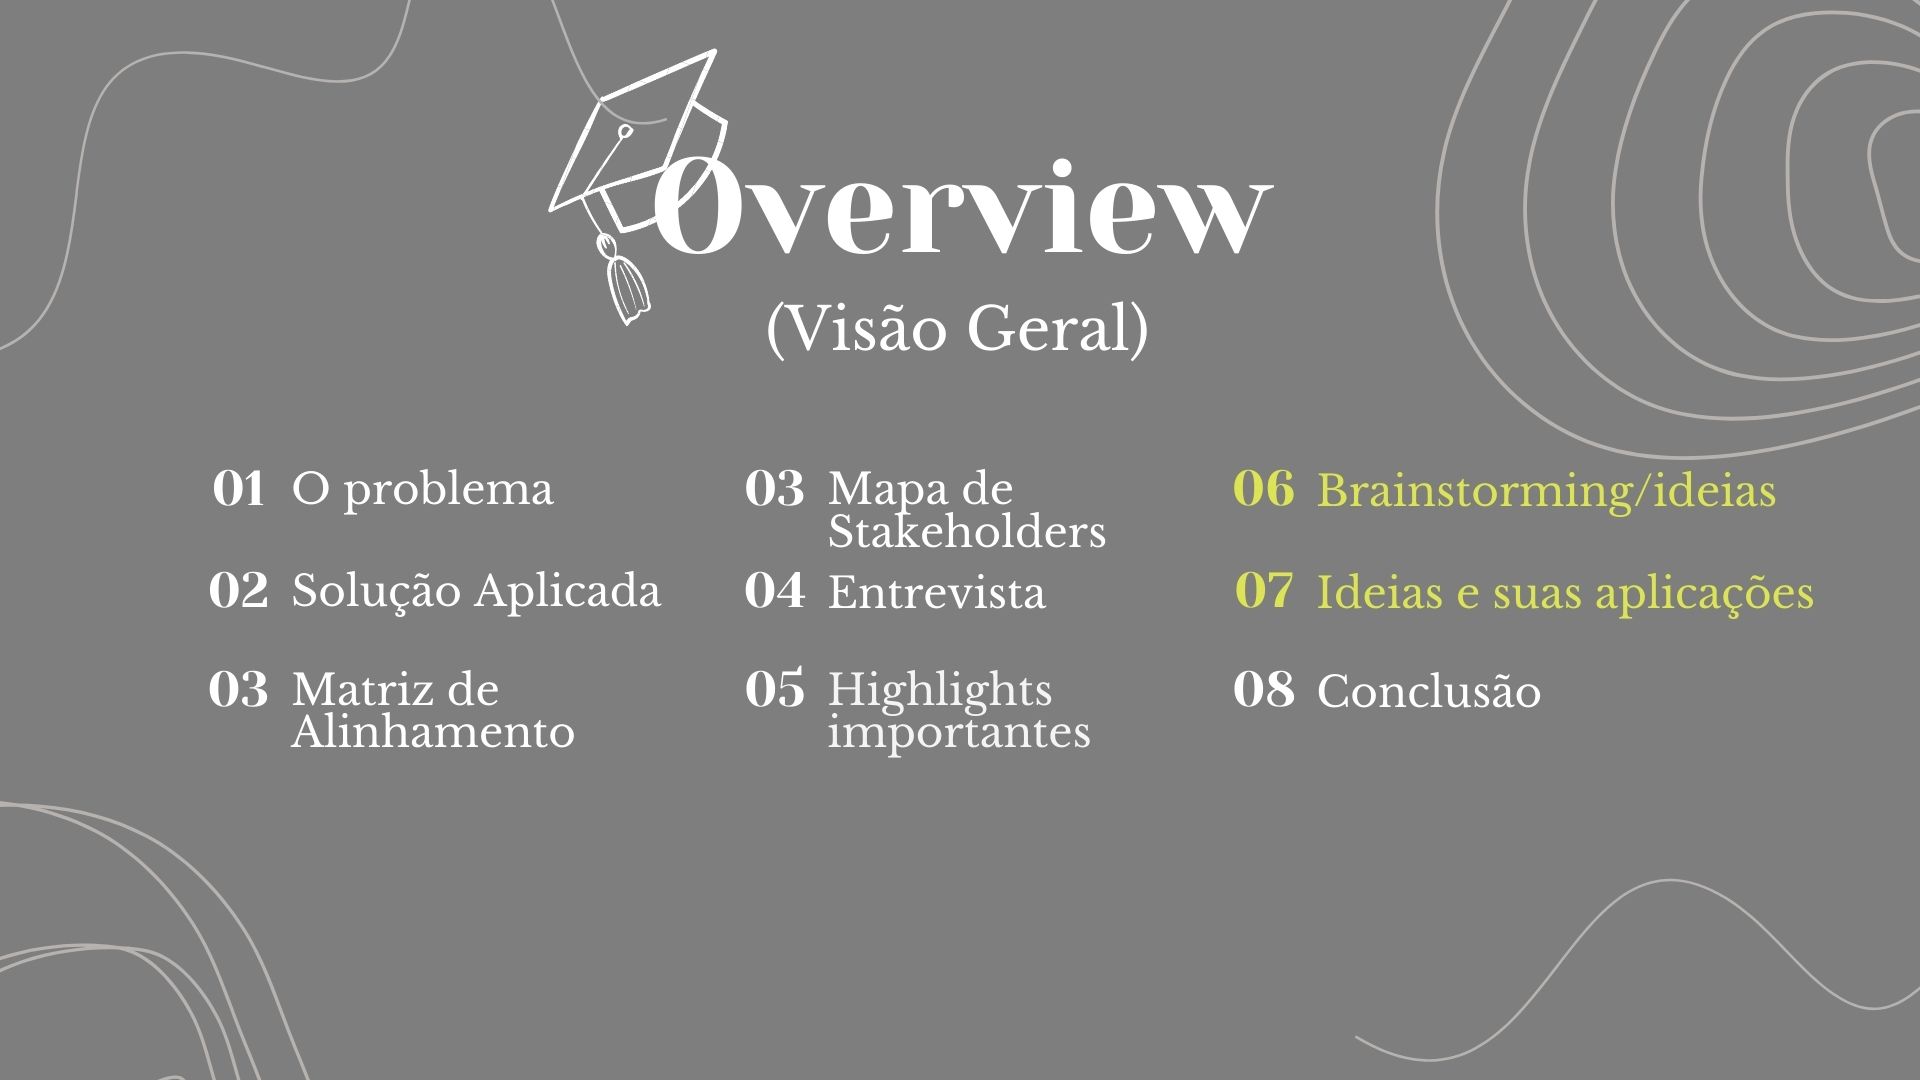 Overview
(Visão Geral)
01 O problema
02 Solução Aplicada
03 Matriz de
Alinhamento
03 Mapa de
Stakeholders
04 Entrevista
05 Highlights
importantes
06 Brainstorming/ideias
07 Ideias e suas aplicações
08 Conclusão